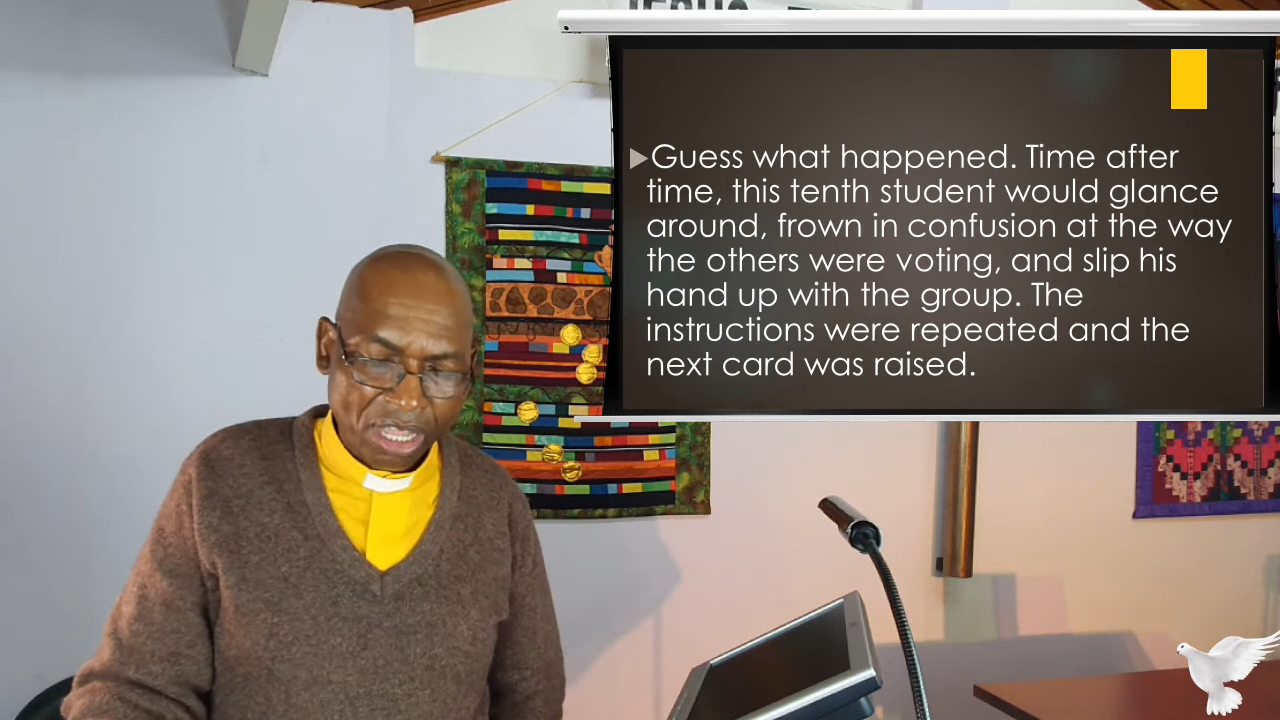 JESUS
Guess what happened. Time after
time, this tenth student would glance
around, frown in confusion at the way
the others were voting, and slip his
hand up with the group. The
instructions were repeated and the
next card was raised.